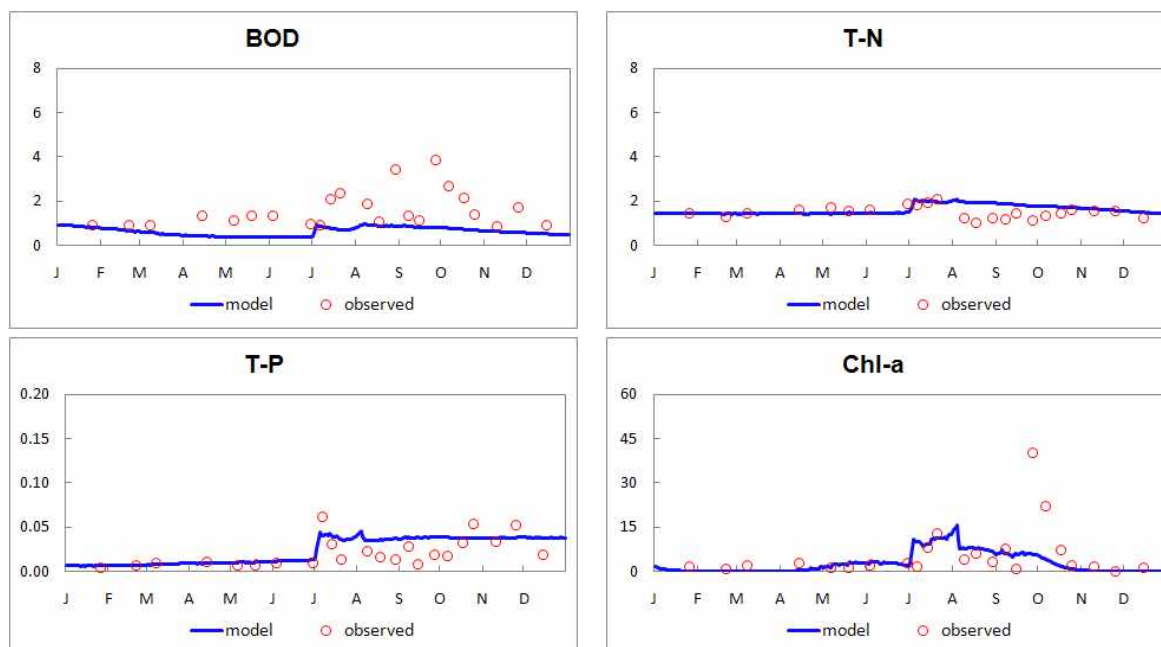 BOD
8
6
4
2
0
J F M A M J J A S O N D
model observed
T-N
8
6
4
2
0
J F M A M J J A S O N D
model observed
T-P
0.20
0.15
0.10
0.05
0.00
J F M A M J J A S O N D
model observed
Chl-a
60
45
30
15
0
J F M A M J J A S O N D
model observed